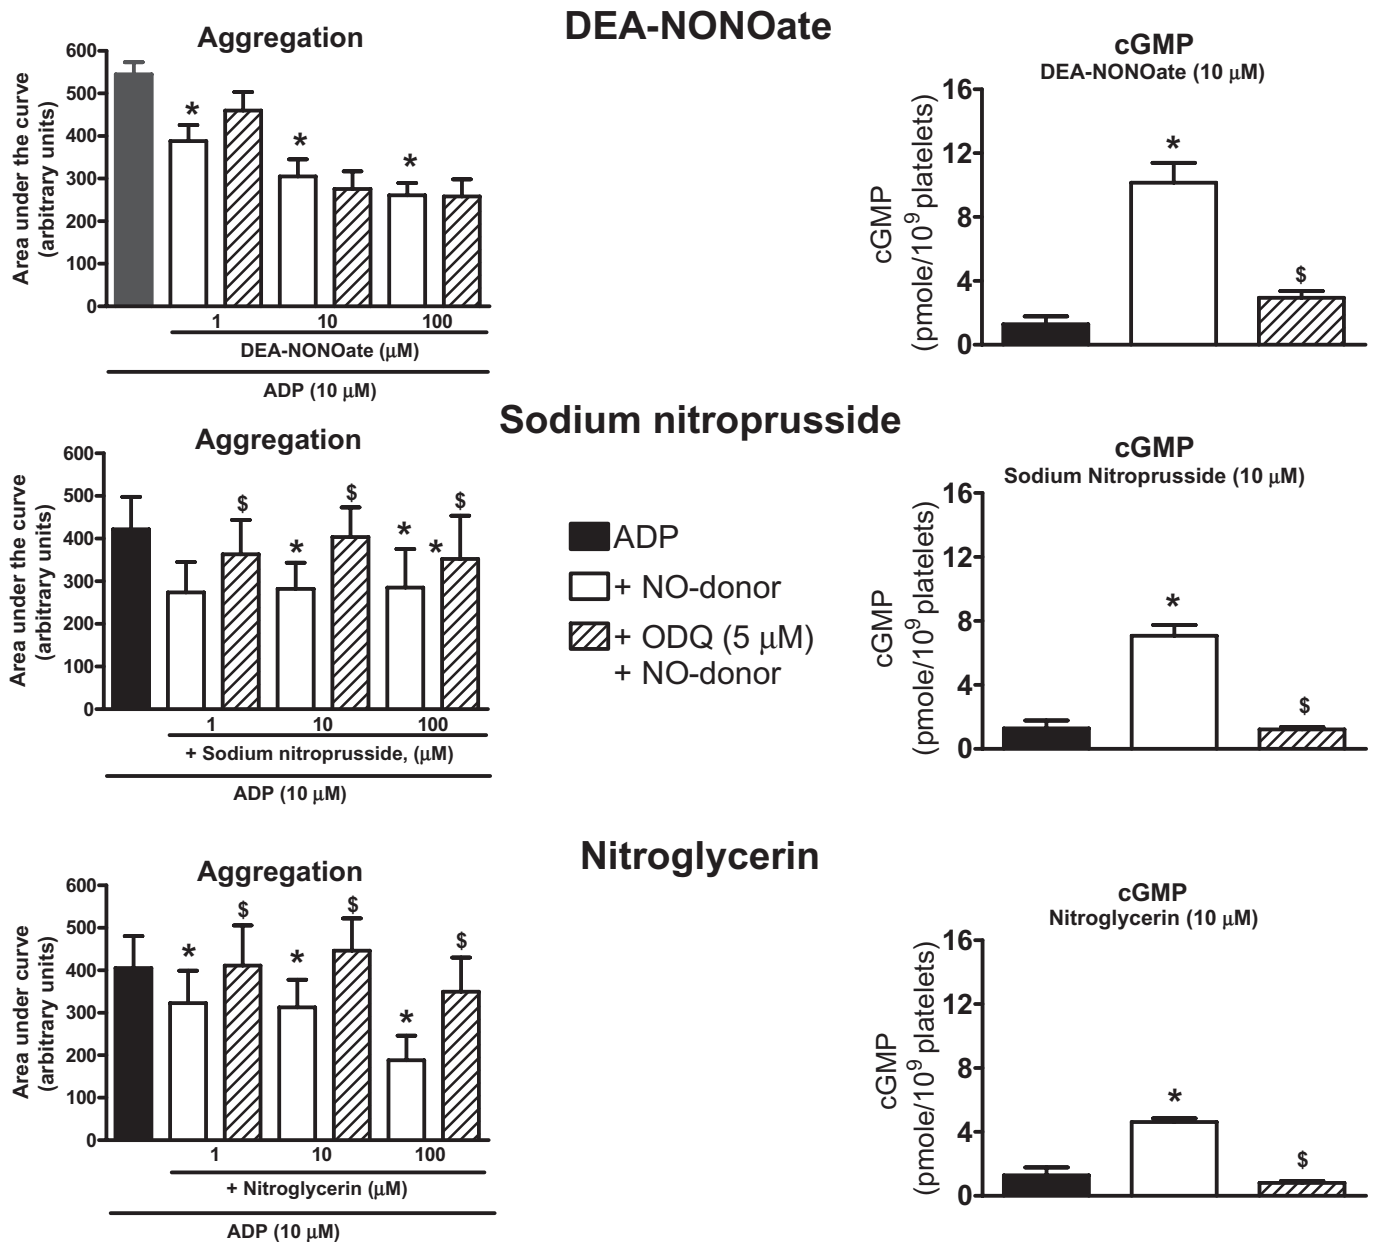 DEA-NONOate
Aggregation
Area under the curve
(arbitrary units)
600
500
400
300
200
100
0
*
*
*
1 10 100
DEA-NONOate (μM)
ADP (10 μM)
cGMP
DEA-NONOate (10 μM)
cGMP
(pmole/10⁹ platelets)
16
12
8
4
0
*
$
Sodium nitroprusside
Aggregation
Area under the curve
(arbitrary units)
600
500
400
300
200
100
0
$
* $
* * $
1 10 100
+ Sodium nitroprusside, (μM)
ADP (10 μM)
ADP
+ NO-donor
+ ODQ (5 μM)
+ NO-donor
cGMP
Sodium Nitroprusside (10 μM)
cGMP
(pmole/10⁹ platelets)
16
12
8
4
0
*
$
Nitroglycerin
Aggregation
Area under curve
(arbitrary units)
600
500
400
300
200
100
0
* $
* $
* $
1 10 100
+ Nitroglycerin (μM)
ADP (10 μM)
cGMP
Nitroglycerin (10 μM)
cGMP
(pmole/10⁹ platelets)
16
12
8
4
0
*
$